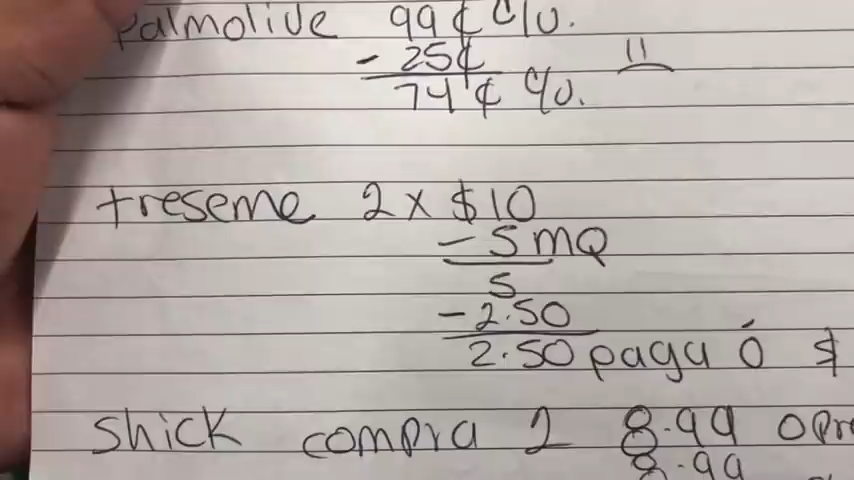 palmolive 99¢ c/u.
- 25¢
74¢ c/u.
treseme 2 x $10
- 5 mQ
5
- 2.50
2.50 paga ó $
shick compra 2 8.99
8.99